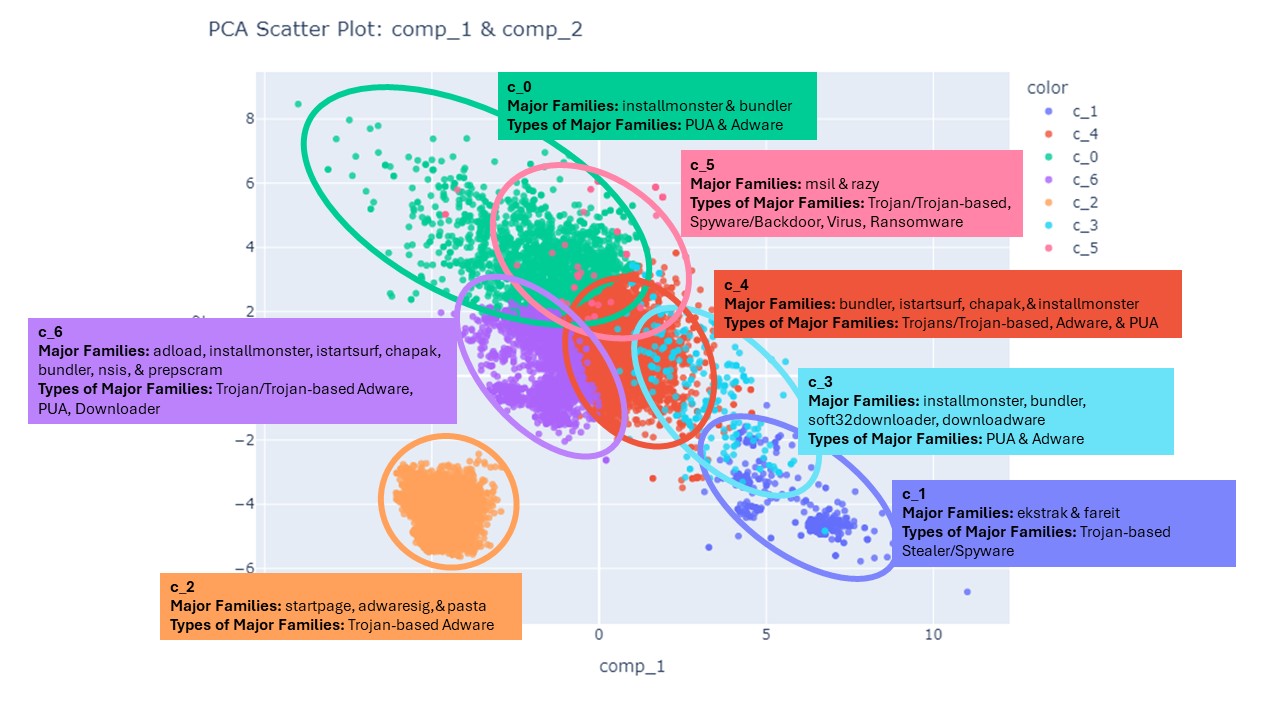 PCA Scatter Plot: comp_1 & comp_2
c_0
Major Families: installmonster & bundler
Types of Major Families: PUA & Adware
color
c_1
c_4
c_0
c_6
c_2
c_3
c_5
c_5
Major Families: msil & razy
Types of Major Families: Trojan/Trojan-based,
Spyware/Backdoor, Virus, Ransomware
c_4
Major Families: bundler, istartsurf, chapak, & installmonster
Types of Major Families: Trojans/Trojan-based, Adware, & PUA
c_6
Major Families: adload, installmonster, istartsurf, chapak,
bundler, nsis, & prepscram
Types of Major Families: Trojan/Trojan-based Adware,
PUA, Downloader
c_3
Major Families: installmonster, bundler,
soft32downloader, downloadware
Types of Major Families: PUA & Adware
c_1
Major Families: ekstrak & fareit
Types of Major Families: Trojan-based
Stealer/Spyware
c_2
Major Families: startpage, adwaresig, & pasta
Types of Major Families: Trojan-based Adware
8
6
4
2
−2
−4
−6
0
5
10
comp_1